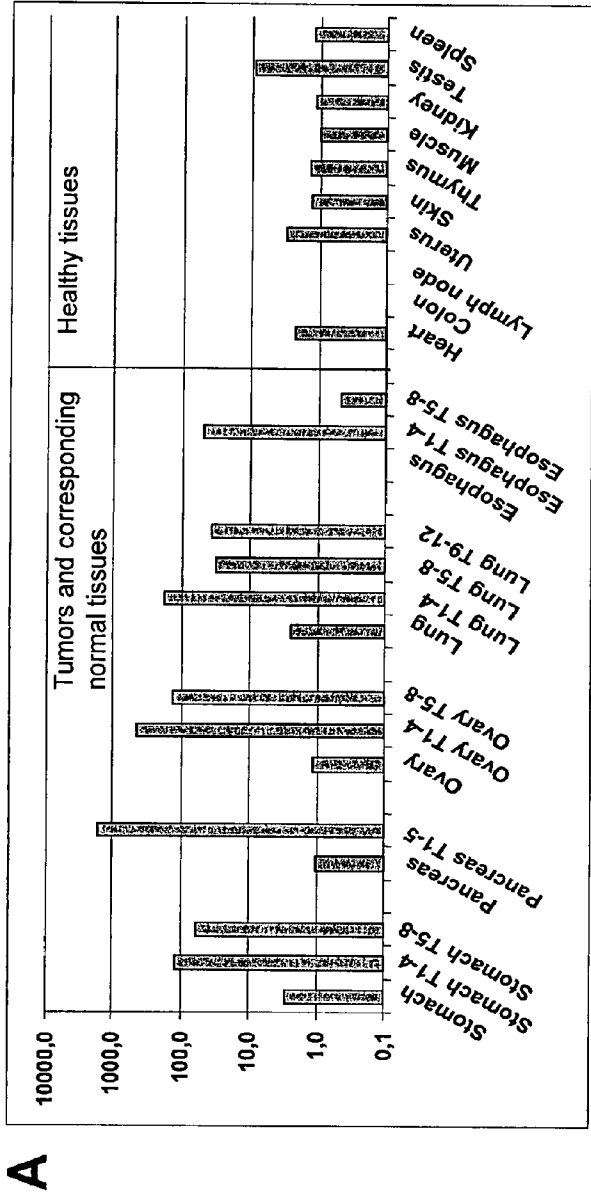 A
Tumors and corresponding
normal tissues
Healthy tissues
10000,0
1000,0
100,0
10,0
1,0
0,1
Stomach
Stomach T1-4
Stomach T5-8
Pancreas
Pancreas T1-5
Ovary
Ovary T1-4
Ovary T5-8
Lung
Lung T1-4
Lung T5-8
Lung T9-12
Esophagus
Esophagus T1-4
Esophagus T5-8
Heart
Colon
Lymph node
Uterus
Skin
Thymus
Muscle
Kidney
Testis
Spleen